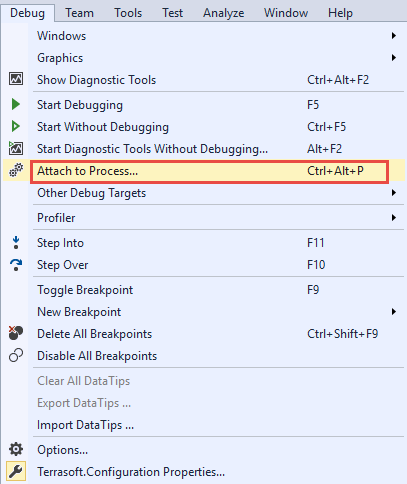 Debug Team Tools Test Analyze Window Help
Windows
Graphics
Show Diagnostic Tools Ctrl+Alt+F2
Start Debugging F5
Start Without Debugging Ctrl+F5
Start Diagnostic Tools Without Debugging... Alt+F2
Attach to Process... Ctrl+Alt+P
Other Debug Targets
Profiler
Step Into F11
Step Over F10
Toggle Breakpoint F9
New Breakpoint
Delete All Breakpoints Ctrl+Shift+F9
Disable All Breakpoints
Clear All DataTips
Export DataTips ...
Import DataTips ...
Options...
Terrasoft.Configuration Properties...